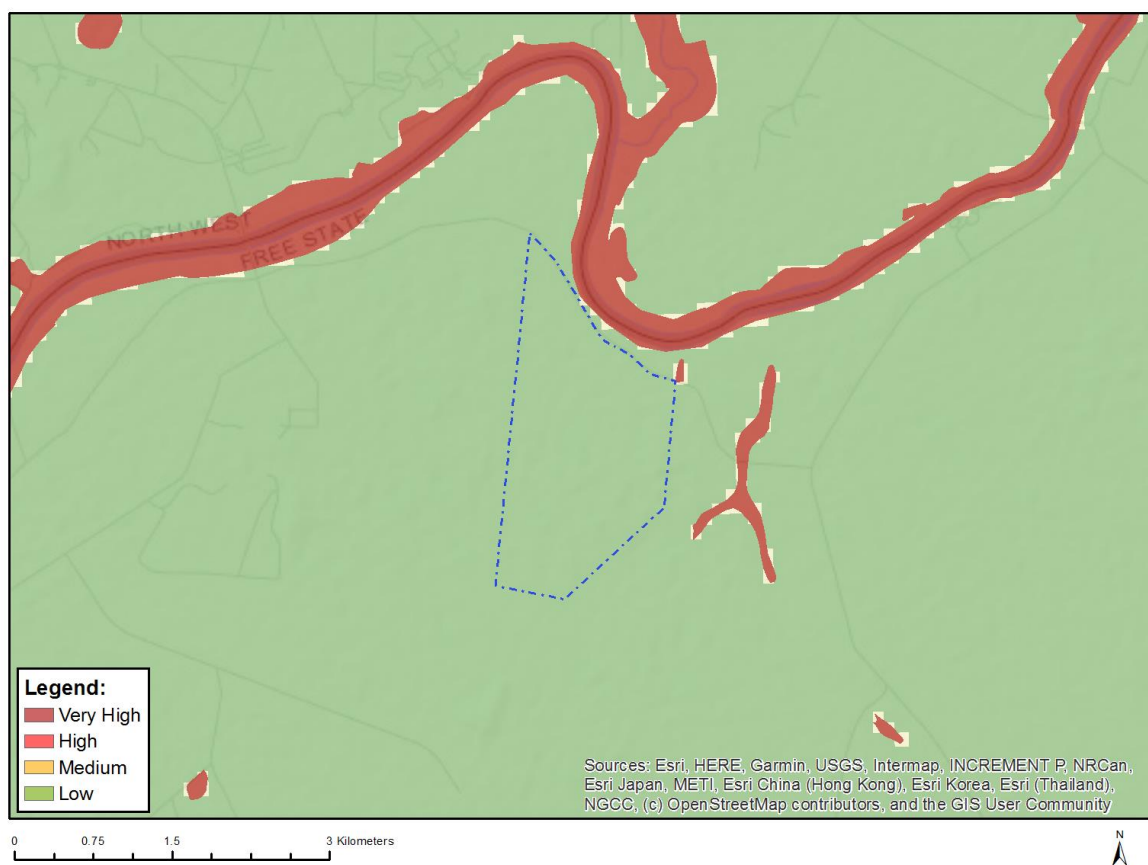 NORTH WEST
FREE STATE
Legend:
Very High
High
Medium
Low
Sources: Esri, HERE, Garmin, USGS, Intermap, INCREMENT P, NRCan,
Esri Japan, METI, Esri China (Hong Kong), Esri Korea, Esri (Thailand),
NGCC, (c) OpenStreetMap contributors, and the GIS User Community
0 0.75 1.5 3 Kilometers
N